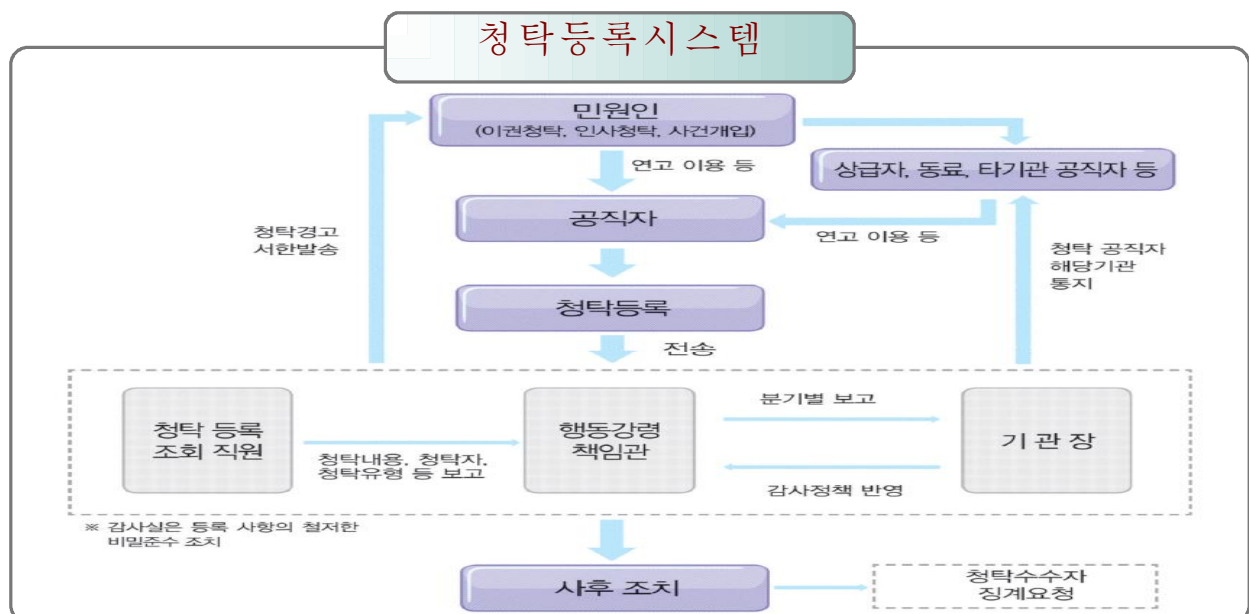 청탁등록시스템
민원인
(이권청탁, 인사청탁, 사건개입)
연고 이용 등
상급자, 동료, 타기관 공직자 등
공직자
연고 이용 등
청탁경고
서한발송
청탁 공직자
해당기관
통지
청탁등록
전송
청탁 등록
조회 직원
청탁내용, 청탁자,
청탁유형 등 보고
행동강령
책임관
분기별 보고
감사정책 반영
기 관 장
※ 감사실은 등록 사항의 철저한
비밀준수 조치
사후 조치
청탁수수자
징계요청